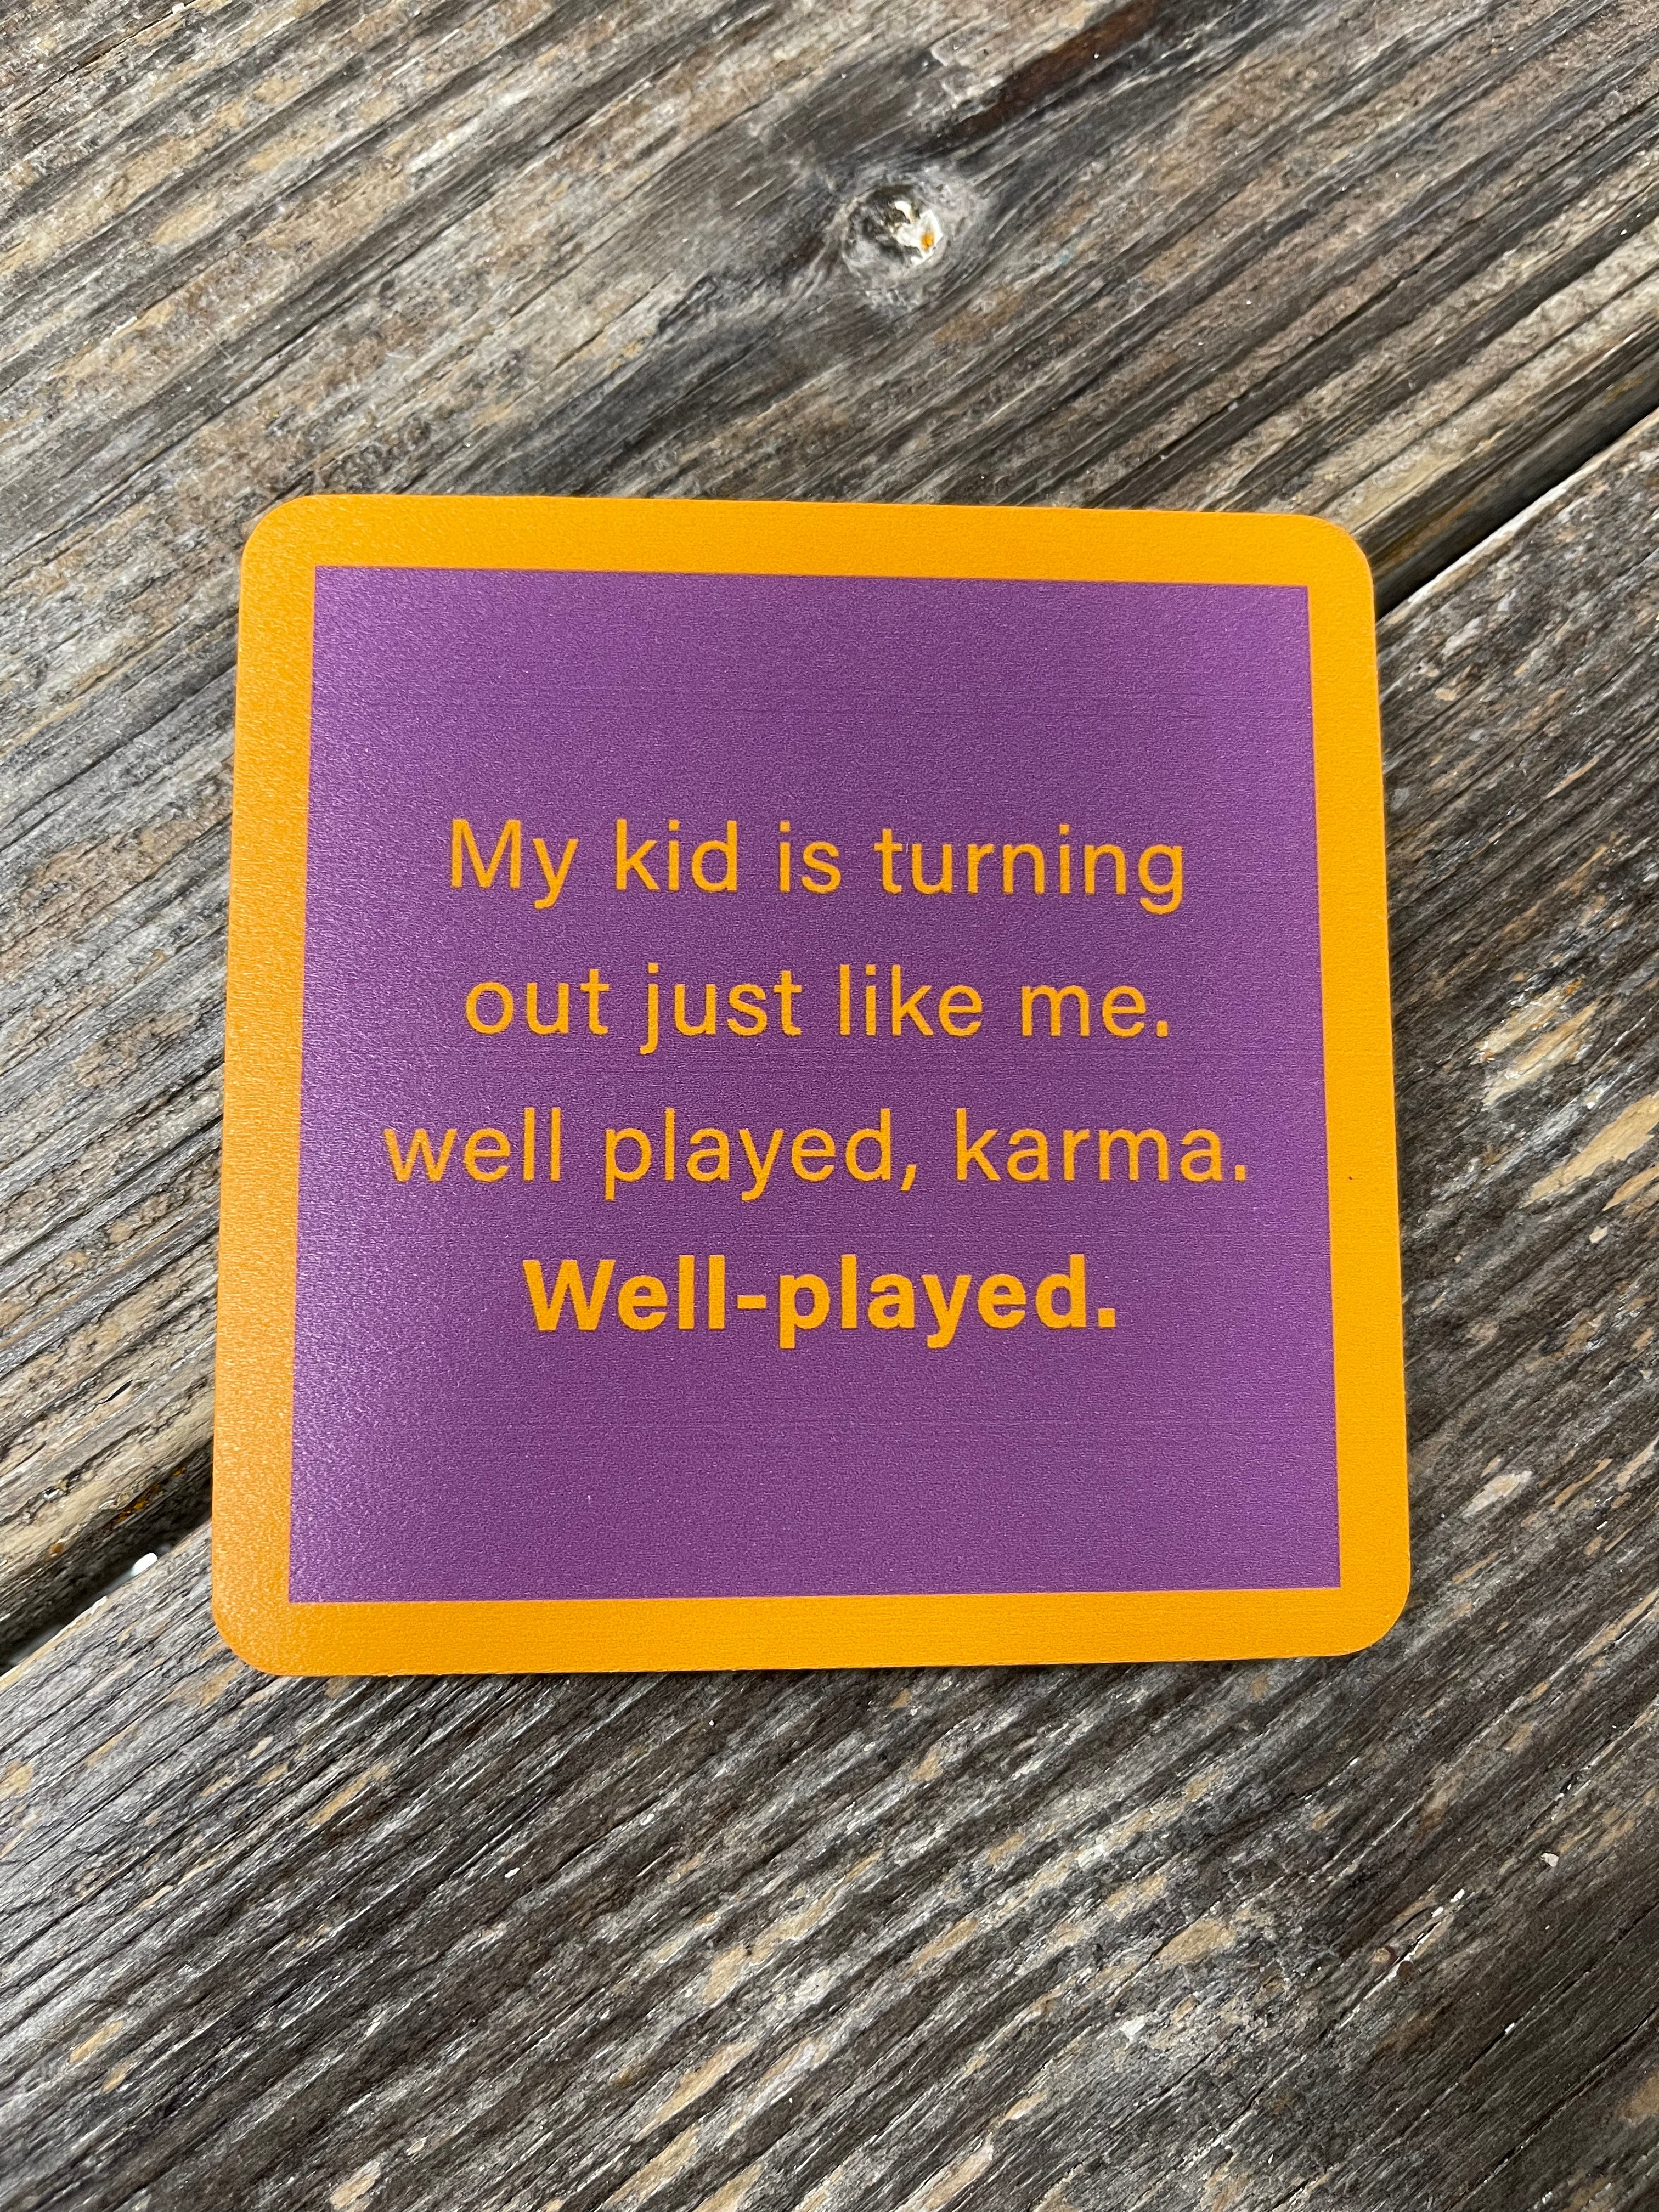 My kid is turning
out just like me.
well played, karma.
Well-played.